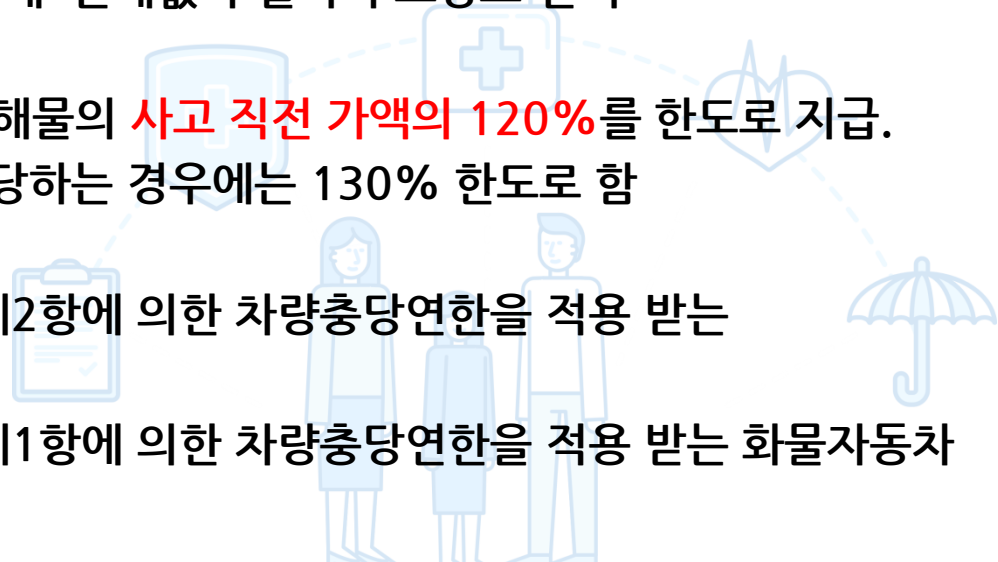 해물의 사고 직전 가액의 120%를 한도로 지급.
당하는 경우에는 130% 한도로 함
2항에 의한 차량충당연한을 적용 받는
1항에 의한 차량충당연한을 적용 받는 화물자동차